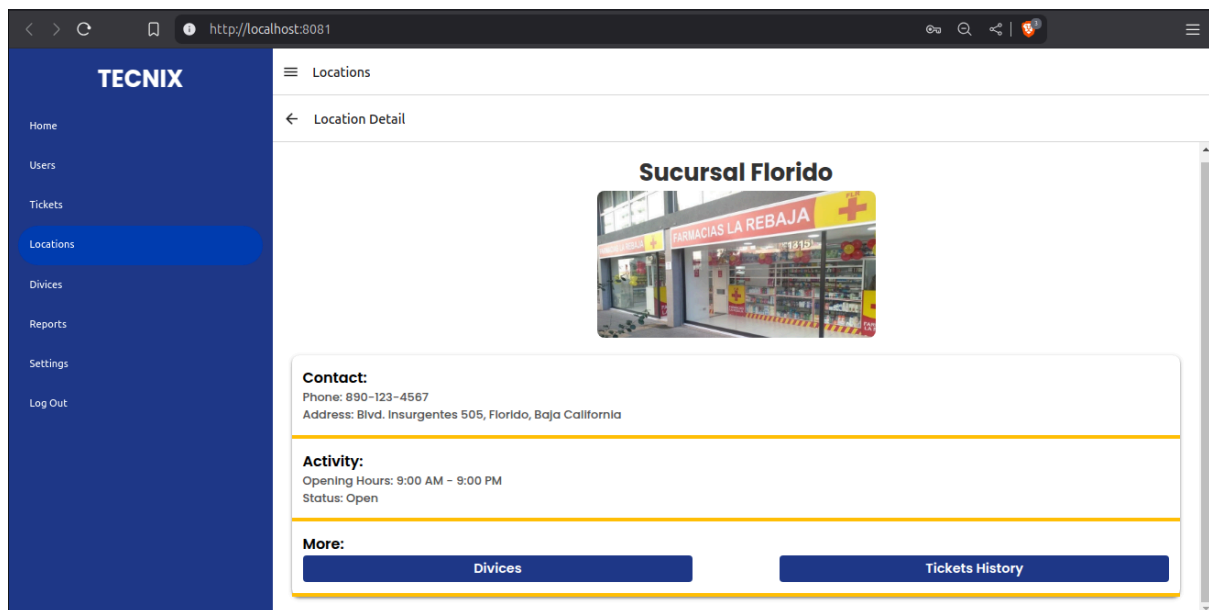 http://localhost:8081
3
TECNIX
Home
Users
Tickets
Locations
Divices
Reports
Settings
Log Out
Locations
Location Detail
Sucursal Florido
FARMACIAS LA REBAJA
Contact:
Phone: 890-123-4567
Address: Blvd. Insurgentes 505, Florido, Baja California
Activity:
Opening Hours: 9:00 AM - 9:00 PM
Status: Open
More:
Divices
Tickets History